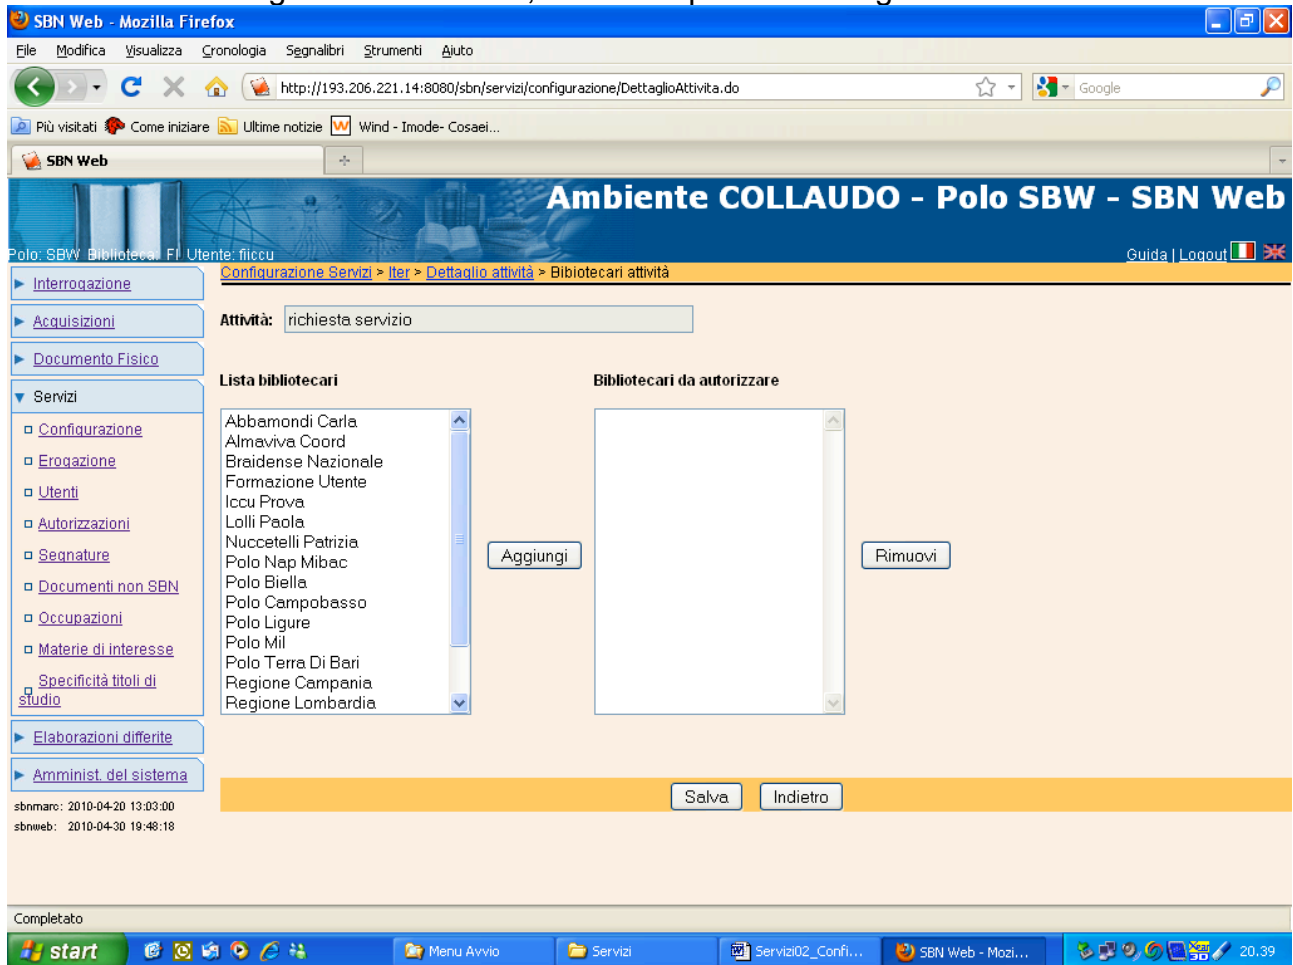 SBN Web - Mozilla Firefox
File Modifica Visualizza Cronologia Segnalibri Strumenti Aiuto
http://193.206.221.14:8080/sbn/servizi/configurazione/DettaglioAttivita.do
Google
Più visitati Come iniziare Ultime notizie Wind - Imode- Cosaei...
SBN Web
Ambiente COLLAUDO - Polo SBW - SBN Web
Polo: SBW Biblioteca: FI Utente: fiiccu
Guida | Logout
Configurazione Servizi > Iter > Dettaglio attività > Bibiotecari attività
Interrogazione
Acquisizioni
Documento Fisico
Servizi
Configurazione
Erogazione
Utenti
Autorizzazioni
Segnature
Documenti non SBN
Occupazioni
Materie di interesse
Specificità titoli di
studio
Elaborazioni differite
Amminist. del sistema
sbnmarc: 2010-04-20 13:03:00
sbnweb: 2010-04-30 19:48:18
Attività: richiesta servizio
Lista bibliotecari
Abbamondi Carla
Almaviva Coord
Braidense Nazionale
Formazione Utente
Iccu Prova
Lolli Paola
Nuccetelli Patrizia
Polo Nap Mibac
Polo Biella
Polo Campobasso
Polo Ligure
Polo Mil
Polo Terra Di Bari
Regione Campania
Regione Lombardia
Aggiungi
Bibliotecari da autorizzare
Rimuovi
Salva Indietro
Completato
start Menu Avvio Servizi Servizi02_Confi... SBN Web - Mozi... 20.39